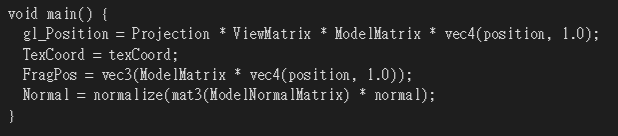 void main() {
  gl_Position = Projection * ViewMatrix * ModelMatrix * vec4(position, 1.0);
  TexCoord = texCoord;
  FragPos = vec3(ModelMatrix * vec4(position, 1.0));
  Normal = normalize(mat3(ModelNormalMatrix) * normal);
}